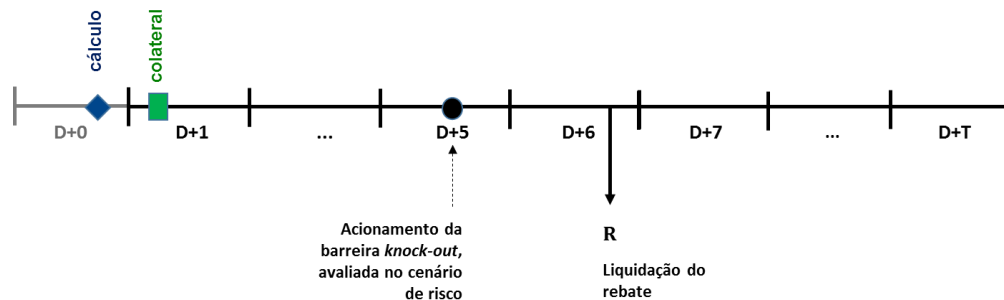 cálculo
colateral
D+0
D+1
...
D+5
D+6
D+7
...
D+T
Acionamento da
barreira knock-out,
avaliada no cenário
de risco
R
Liquidação do
rebate